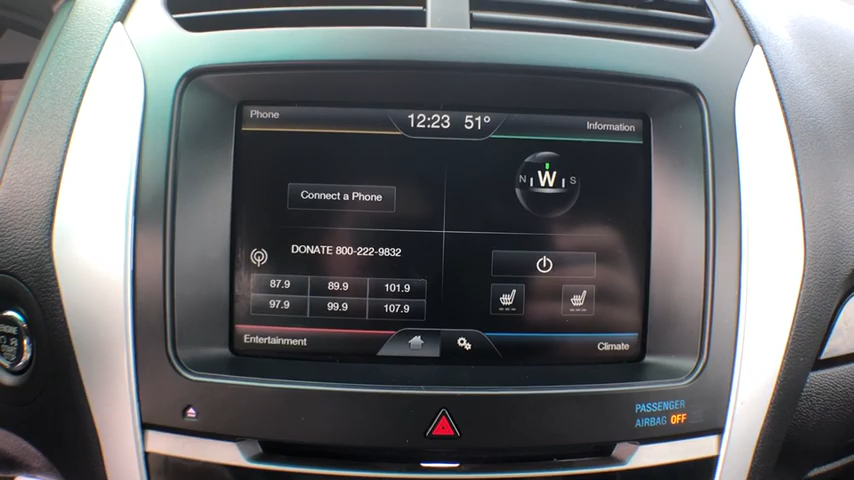 Phone
12:23 51°
Information
Connect a Phone
N W S
DONATE 800-222-9832
87.9 89.9 101.9
97.9 99.9 107.9
Entertainment
Climate
ENGINE
PASSENGER
AIRBAG OFF